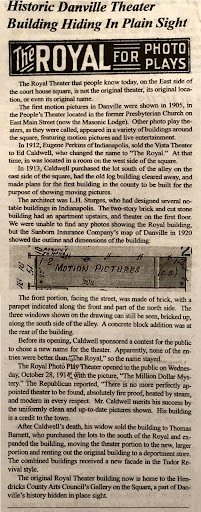 Historic Danville Theater
Building Hiding In Plain Sight
The ROYAL FOR PHOTO PLAYS
The Royal Theater that people know today, on the East side of
the court house square, is not the original theater, its original loca-
tion, or even its original name.
The first motion pictures in Danville were shown in 1905, in
the People's Theater located in the former Presbyterian Church on
East Main Street (now the Masonic Lodge). Other photo play the-
aters, as they were called, appeared in a variety of buildings around
the square, featuring motion pictures and live entertainment.
In 1912, Eugene Perkins of Indianapolis, sold the Vista Theater
to Fid Caldwell, who changed the name to "The Royal." At that
time, in was located in a room on the west side of the square.
In 1913, Caldwell purchased the lot south of the alley on the
east side of the square, had the old log building cleared away, and
made plans for the first building in the county to be built for the
purpose of showing moving pictures.
The architect was L.H. Sturges, who had designed several no-
table buildings in Indianapolis. The two-story brick and cut stone
building had an apartment upstairs, and theater on the first floor.
We were unable to find any photos showing the Royal building,
but the Sanborn Insurance Company's map of Danville in 1920
showed the outline and dimensions of the building:
MOTION PICTURES
The front portion, facing the street, was made of brick, with a
parapet indicated along the front and part of the north side. The
three windows shown on the drawing can still be seen, bricked up,
along the south side of the alley. A concrete block addition was at
the rear of the building.
Before its opening, Caldwell sponsored a contest for the public
to chose a new name for the theater. Apparently, none of the en-
tries were better than "The Royal," so the name stayed.
The Royal Photo Play Theater opened to the public on Wednes-
day, October 28, 1914, with the picture, "The Million Dollar Mys-
tery." The Republican reported, "There is no more perfectly ap-
pointed theater to be found, absolutely fire proof, heated by steam,
and modern in every respect. Mr. Caldwell merits his success by
the uniformly clean and up-to-date pictures shown. His building
is a credit to the town.
After Caldwell's death, his widow sold the building to Thomas
Barnett, who purchased the lots to the south of the Royal and ex-
panded the building, moving the theater portion to the new, larger
portion and renting out the original building to a department store.
The combined buildings received a new facade in the Tudor Re-
vival style.
The original Royal Theater building now is home to the Hen-
dricks County Arts Council's Gallery on the Square, a part of Dan-
ville's history hidden in place sight.